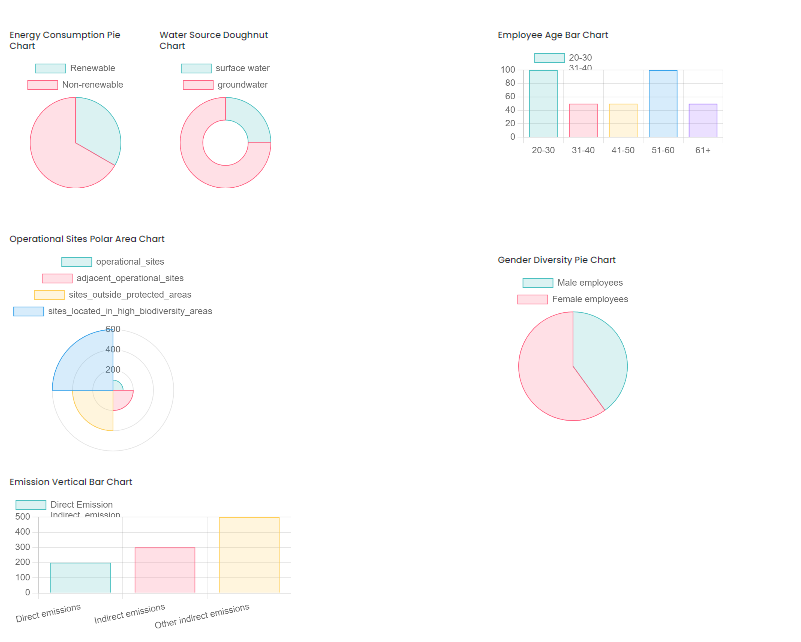 Energy Consumption Pie
Chart
Renewable
Non-renewable
Water Source Doughnut
Chart
surface water
groundwater
Employee Age Bar Chart
20-30
31-40
100
80
60
40
20
0
20-30 31-40 41-50 51-60 61+
Operational Sites Polar Area Chart
operational_sites
adjacent_operational_sites
sites_outside_protected_areas
sites_located_in_high_biodiversity_areas
600
400
200
Gender Diversity Pie Chart
Male employees
Female employees
Emission Vertical Bar Chart
Direct Emission
Indirect_emission
500
400
300
200
100
0
Direct emissions Indirect emissions Other indirect emissions